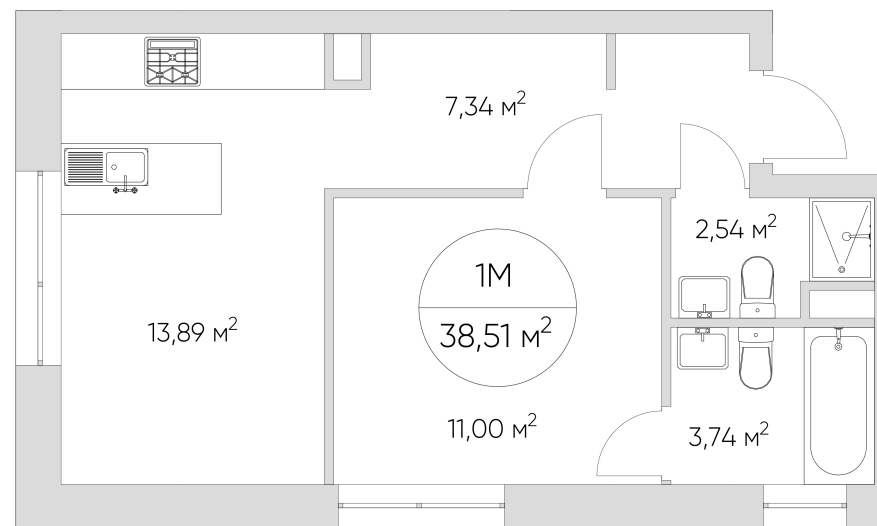 7,34 м²
2,54 м²
1М
38,51 м²
13,89 м²
11,00 м²
3,74 м²